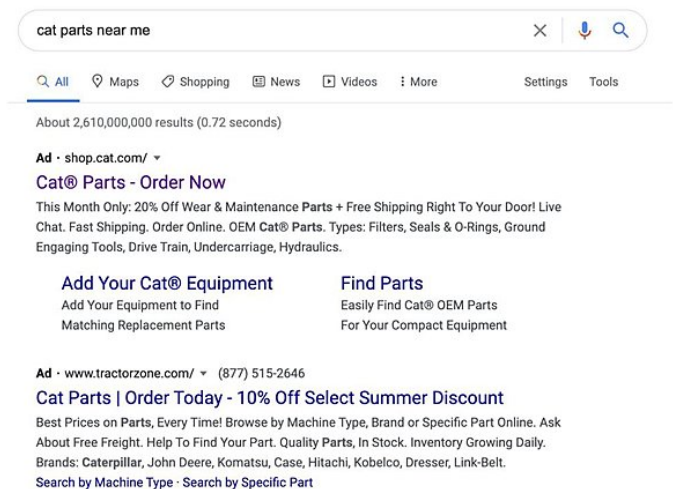 cat parts near me
All Maps Shopping News Videos More Settings Tools
About 2,610,000,000 results (0.72 seconds)
Ad · shop.cat.com/
Cat® Parts - Order Now
This Month Only: 20% Off Wear & Maintenance Parts + Free Shipping Right To Your Door! Live
Chat. Fast Shipping. Order Online. OEM Cat® Parts. Types: Filters, Seals & O-Rings, Ground
Engaging Tools, Drive Train, Undercarriage, Hydraulics.
Add Your Cat® Equipment
Add Your Equipment to Find
Matching Replacement Parts
Find Parts
Easily Find Cat® OEM Parts
For Your Compact Equipment
Ad · www.tractorzone.com/ (877) 515-2646
Cat Parts | Order Today - 10% Off Select Summer Discount
Best Prices on Parts, Every Time! Browse by Machine Type, Brand or Specific Part Online. Ask
About Free Freight. Help To Find Your Part. Quality Parts, In Stock. Inventory Growing Daily.
Brands: Caterpillar, John Deere, Komatsu, Case, Hitachi, Kobelco, Dresser, Link-Belt.
Search by Machine Type · Search by Specific Part